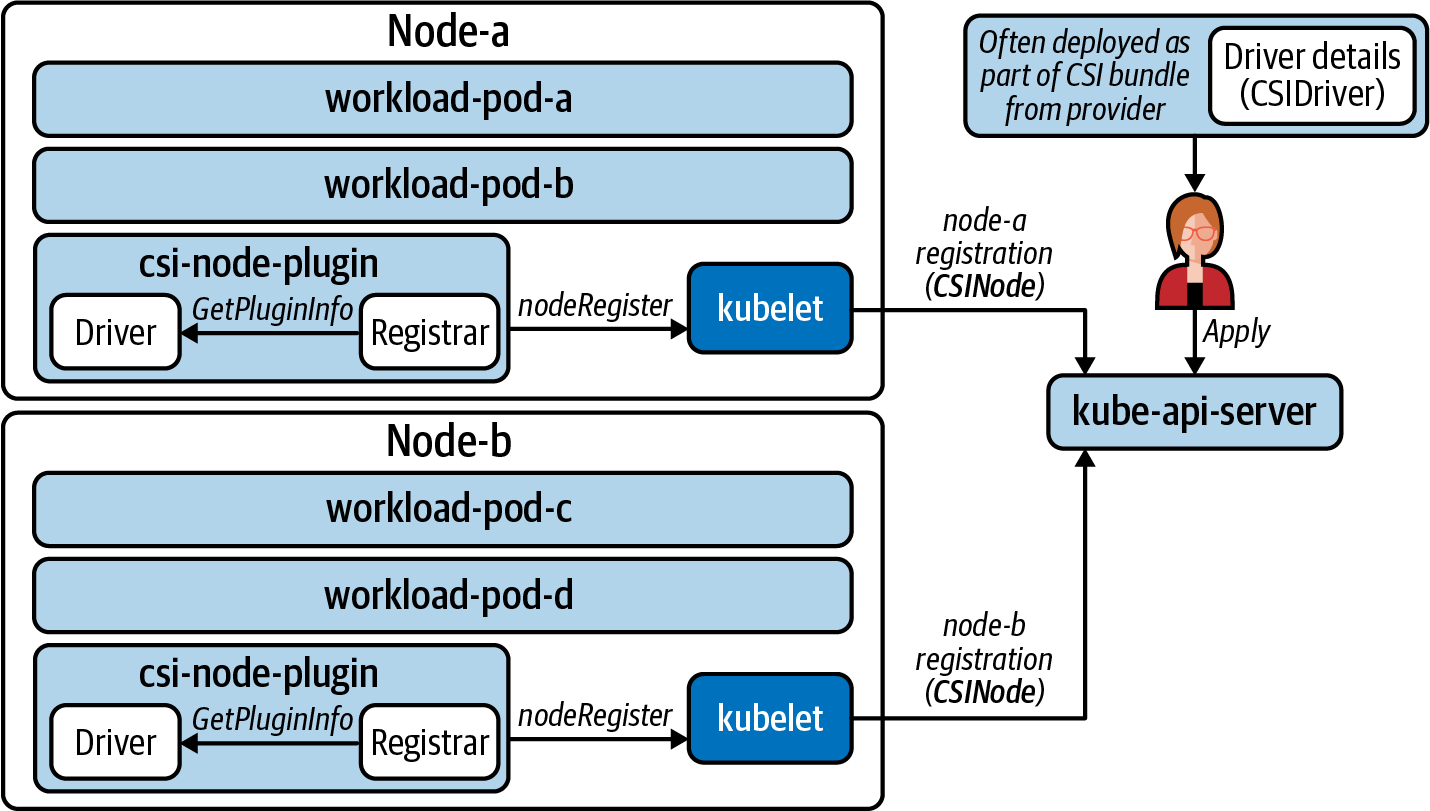 Node-a
workload-pod-a
workload-pod-b
csi-node-plugin
Driver
GetPluginInfo
Registrar
nodeRegister
kubelet
node-a
registration
(CSINode)
Often deployed as
part of CSI bundle
from provider
Driver details
(CSIDriver)
Apply
kube-api-server
Node-b
workload-pod-c
workload-pod-d
csi-node-plugin
Driver
GetPluginInfo
Registrar
nodeRegister
kubelet
node-b
registration
(CSINode)